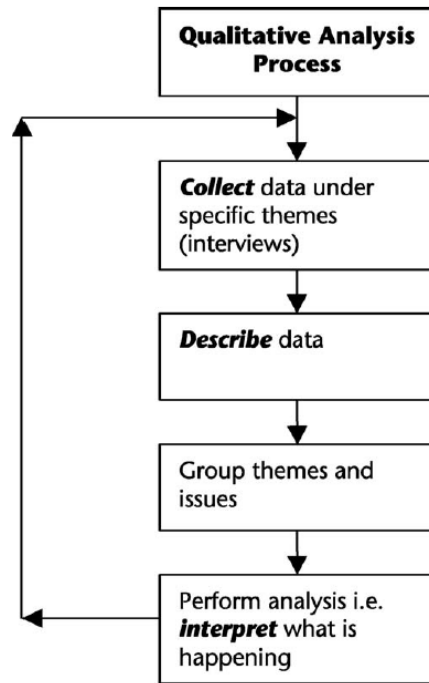 Qualitative Analysis
Process
Collect data under
specific themes
(interviews)
Describe data
Group themes and
issues
Perform analysis i.e.
interpret what is
happening